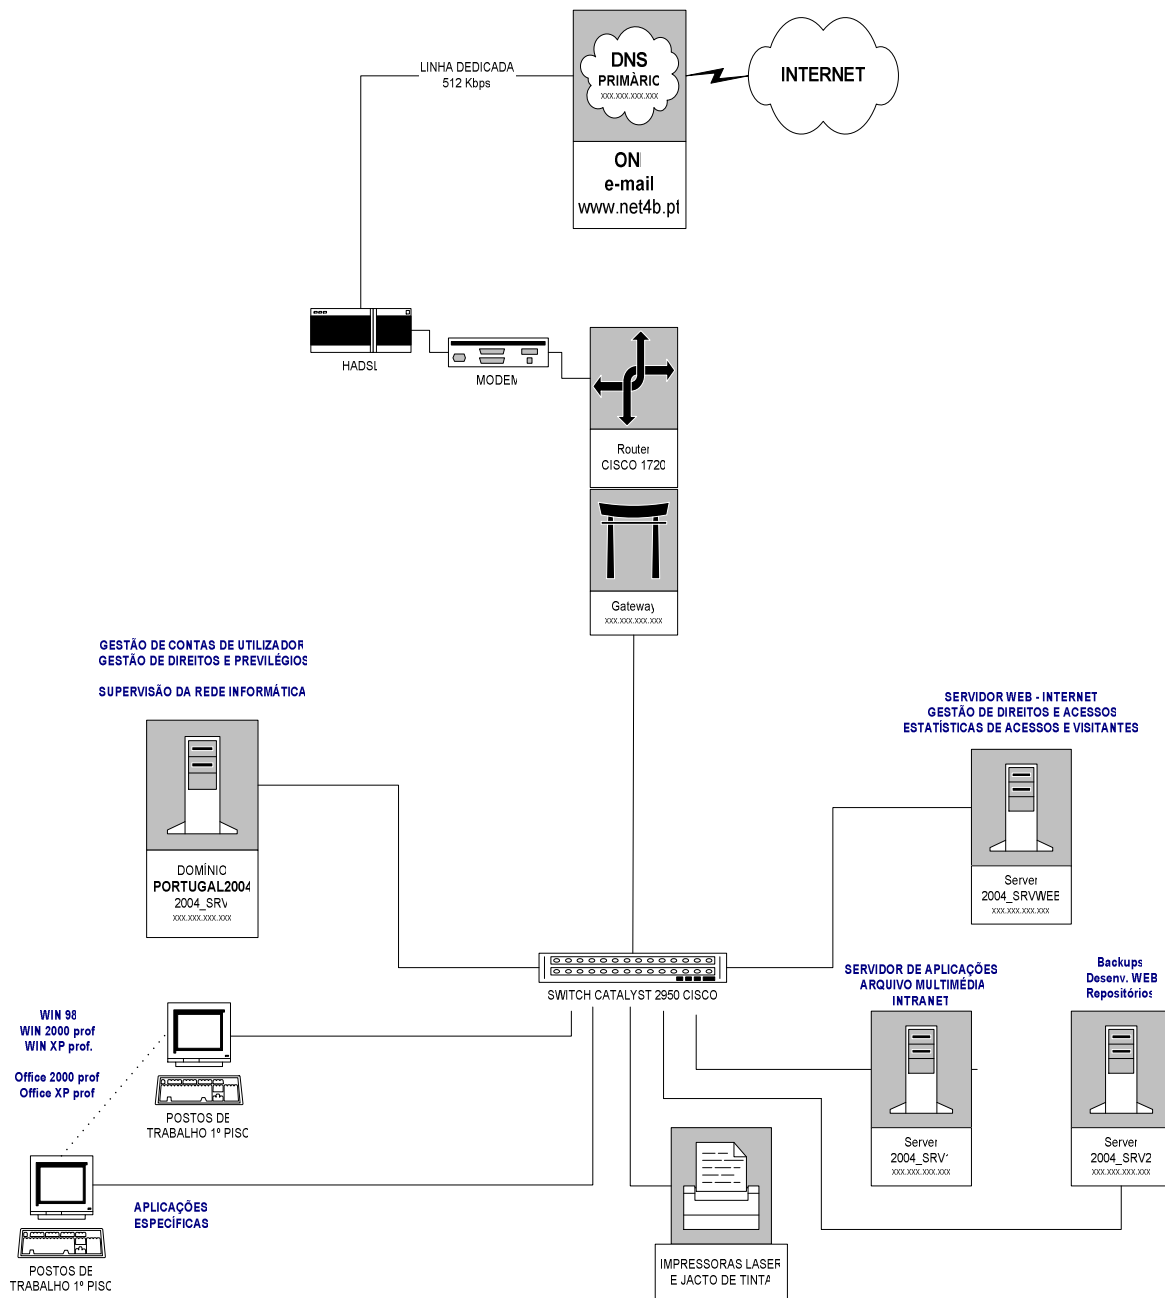 LINHA DEDICADA
512 Kbps
DNS
PRIMÀRIO
xxx.xxx.xxx.xxx
INTERNET
ONI
e-mail
www.net4b.pt
HADSL
MODEM
Router
CISCO 1720
Gateway
xxx.xxx.xxx.xxx
GESTÃO DE CONTAS DE UTILIZADOR
GESTÃO DE DIREITOS E PREVILÉGIOS
SUPERVISÃO DA REDE INFORMÁTICA
DOMÍNIO
PORTUGAL2004
2004_SRV
xxx.xxx.xxx.xxx
SERVIDOR WEB - INTERNET
GESTÃO DE DIREITOS E ACESSOS
ESTATÍSTICAS DE ACESSOS E VISITANTES
Server
2004_SRVWEB
xxx.xxx.xxx.xxx
SWITCH CATALYST 2950 CISCO
SERVIDOR DE APLICAÇÕES
ARQUIVO MULTIMÉDIA
INTRANET
Server
2004_SRV1
xxx.xxx.xxx.xxx
Backups
Desenv. WEB
Repositórios
Server
2004_SRV2
xxx.xxx.xxx.xxx
WIN 98
WIN 2000 prof
WIN XP prof.
Office 2000 prof
Office XP prof
POSTOS DE
TRABALHO 1º PISO
APLICAÇÕES
ESPECÍFICAS
POSTOS DE
TRABALHO 1º PISO
IMPRESSORAS LASER
E JACTO DE TINTA